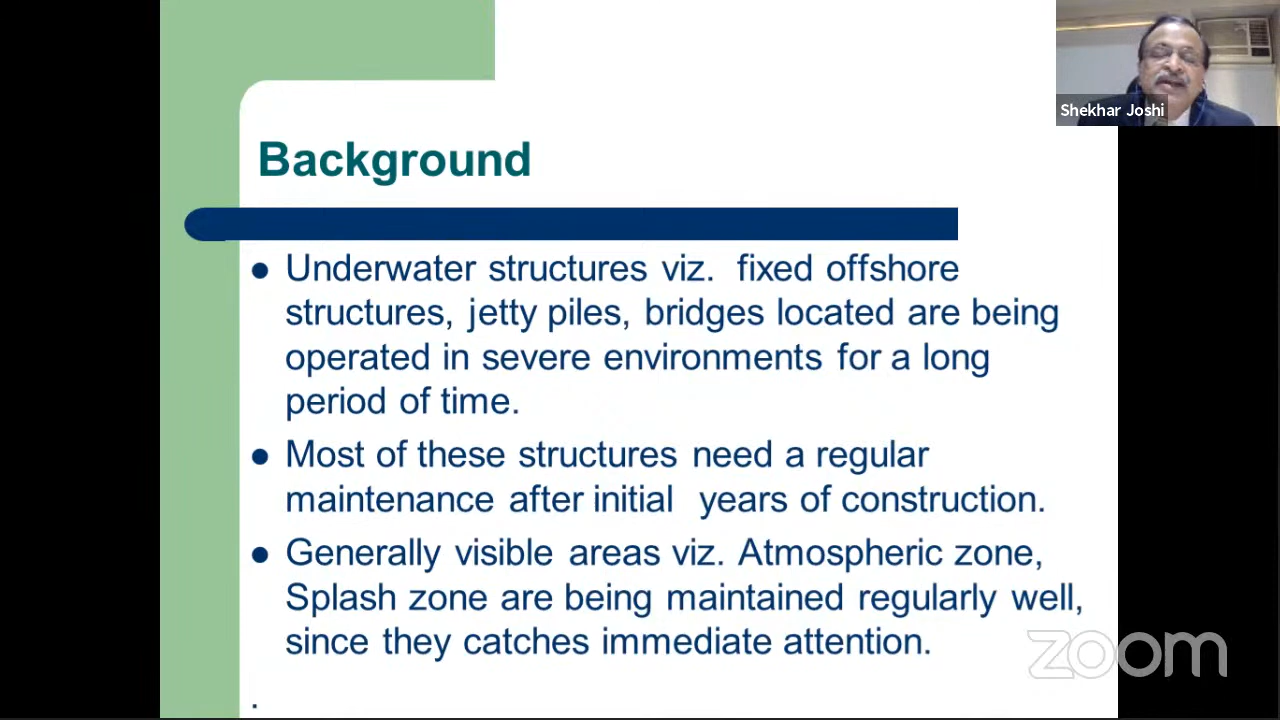 Shekhar Joshi
Background
Underwater structures viz. fixed offshore
structures, jetty piles, bridges located are being
operated in severe environments for a long
period of time.
Most of these structures need a regular
maintenance after initial years of construction.
Generally visible areas viz. Atmospheric zone,
Splash zone are being maintained regularly well,
since they catches immediate attention.
.
zoom